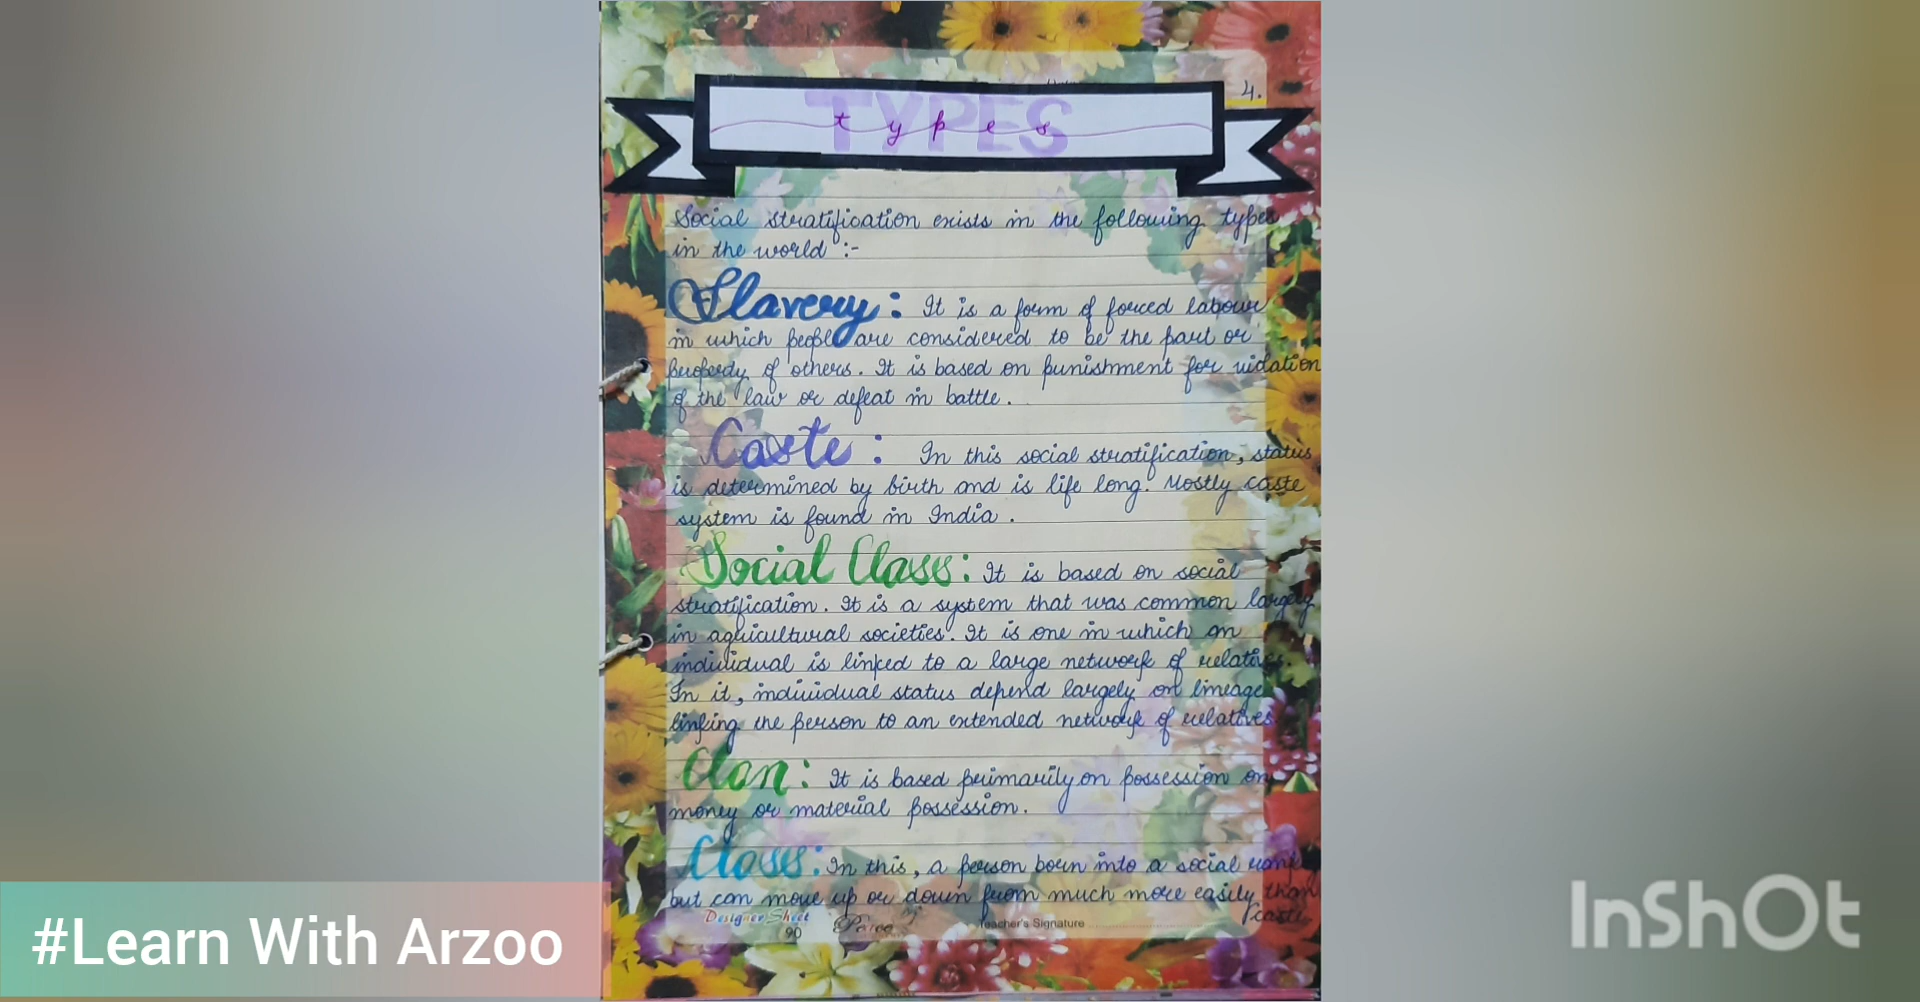 4.
TYPES
types
Social stratification exists in the following types
in the world :-
Slavery : It is a form of forced labour
in which people are considered to be the part or
properdy of others. It is based on punishment for vidation
of the law or defeat in battle.
Caste : In this social stratification, status
is determined by birth and is life long. Mostly caste
system is found in India.
Social Class : It is based on social
stratification. It is a system that was common largely
in agricultural societies. It is one in which an
individual is linked to a large network of relatives.
In it, individual status depend largely on lineage
linking the person to an extended network of relatives
Clan : It is based primarily on possession on
money or material possession.
Class : In this, a person born into a social rank
but can move up or down from much more easily than
caste
Designer Sheet
90
Teacher's Signature
#Learn With Arzoo
InShOt